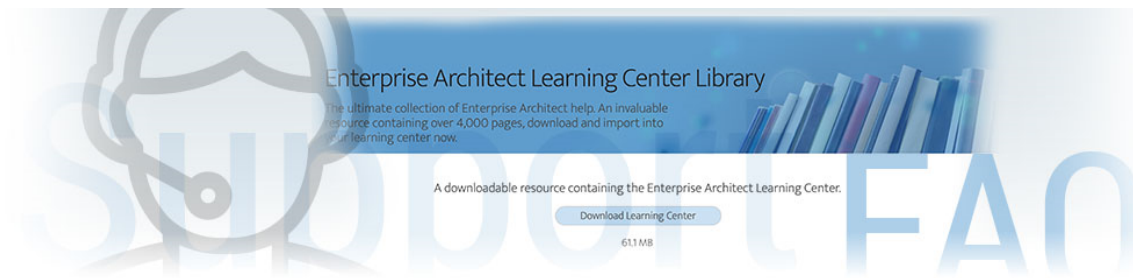 Enterprise Architect Learning Center Library
The ultimate collection of Enterprise Architect help. An invaluable
resource containing over 4,000 pages, download and import into
your learning center now.
Support FAQ
A downloadable resource containing the Enterprise Architect Learning Center.
Download Learning Center
61,1 MB